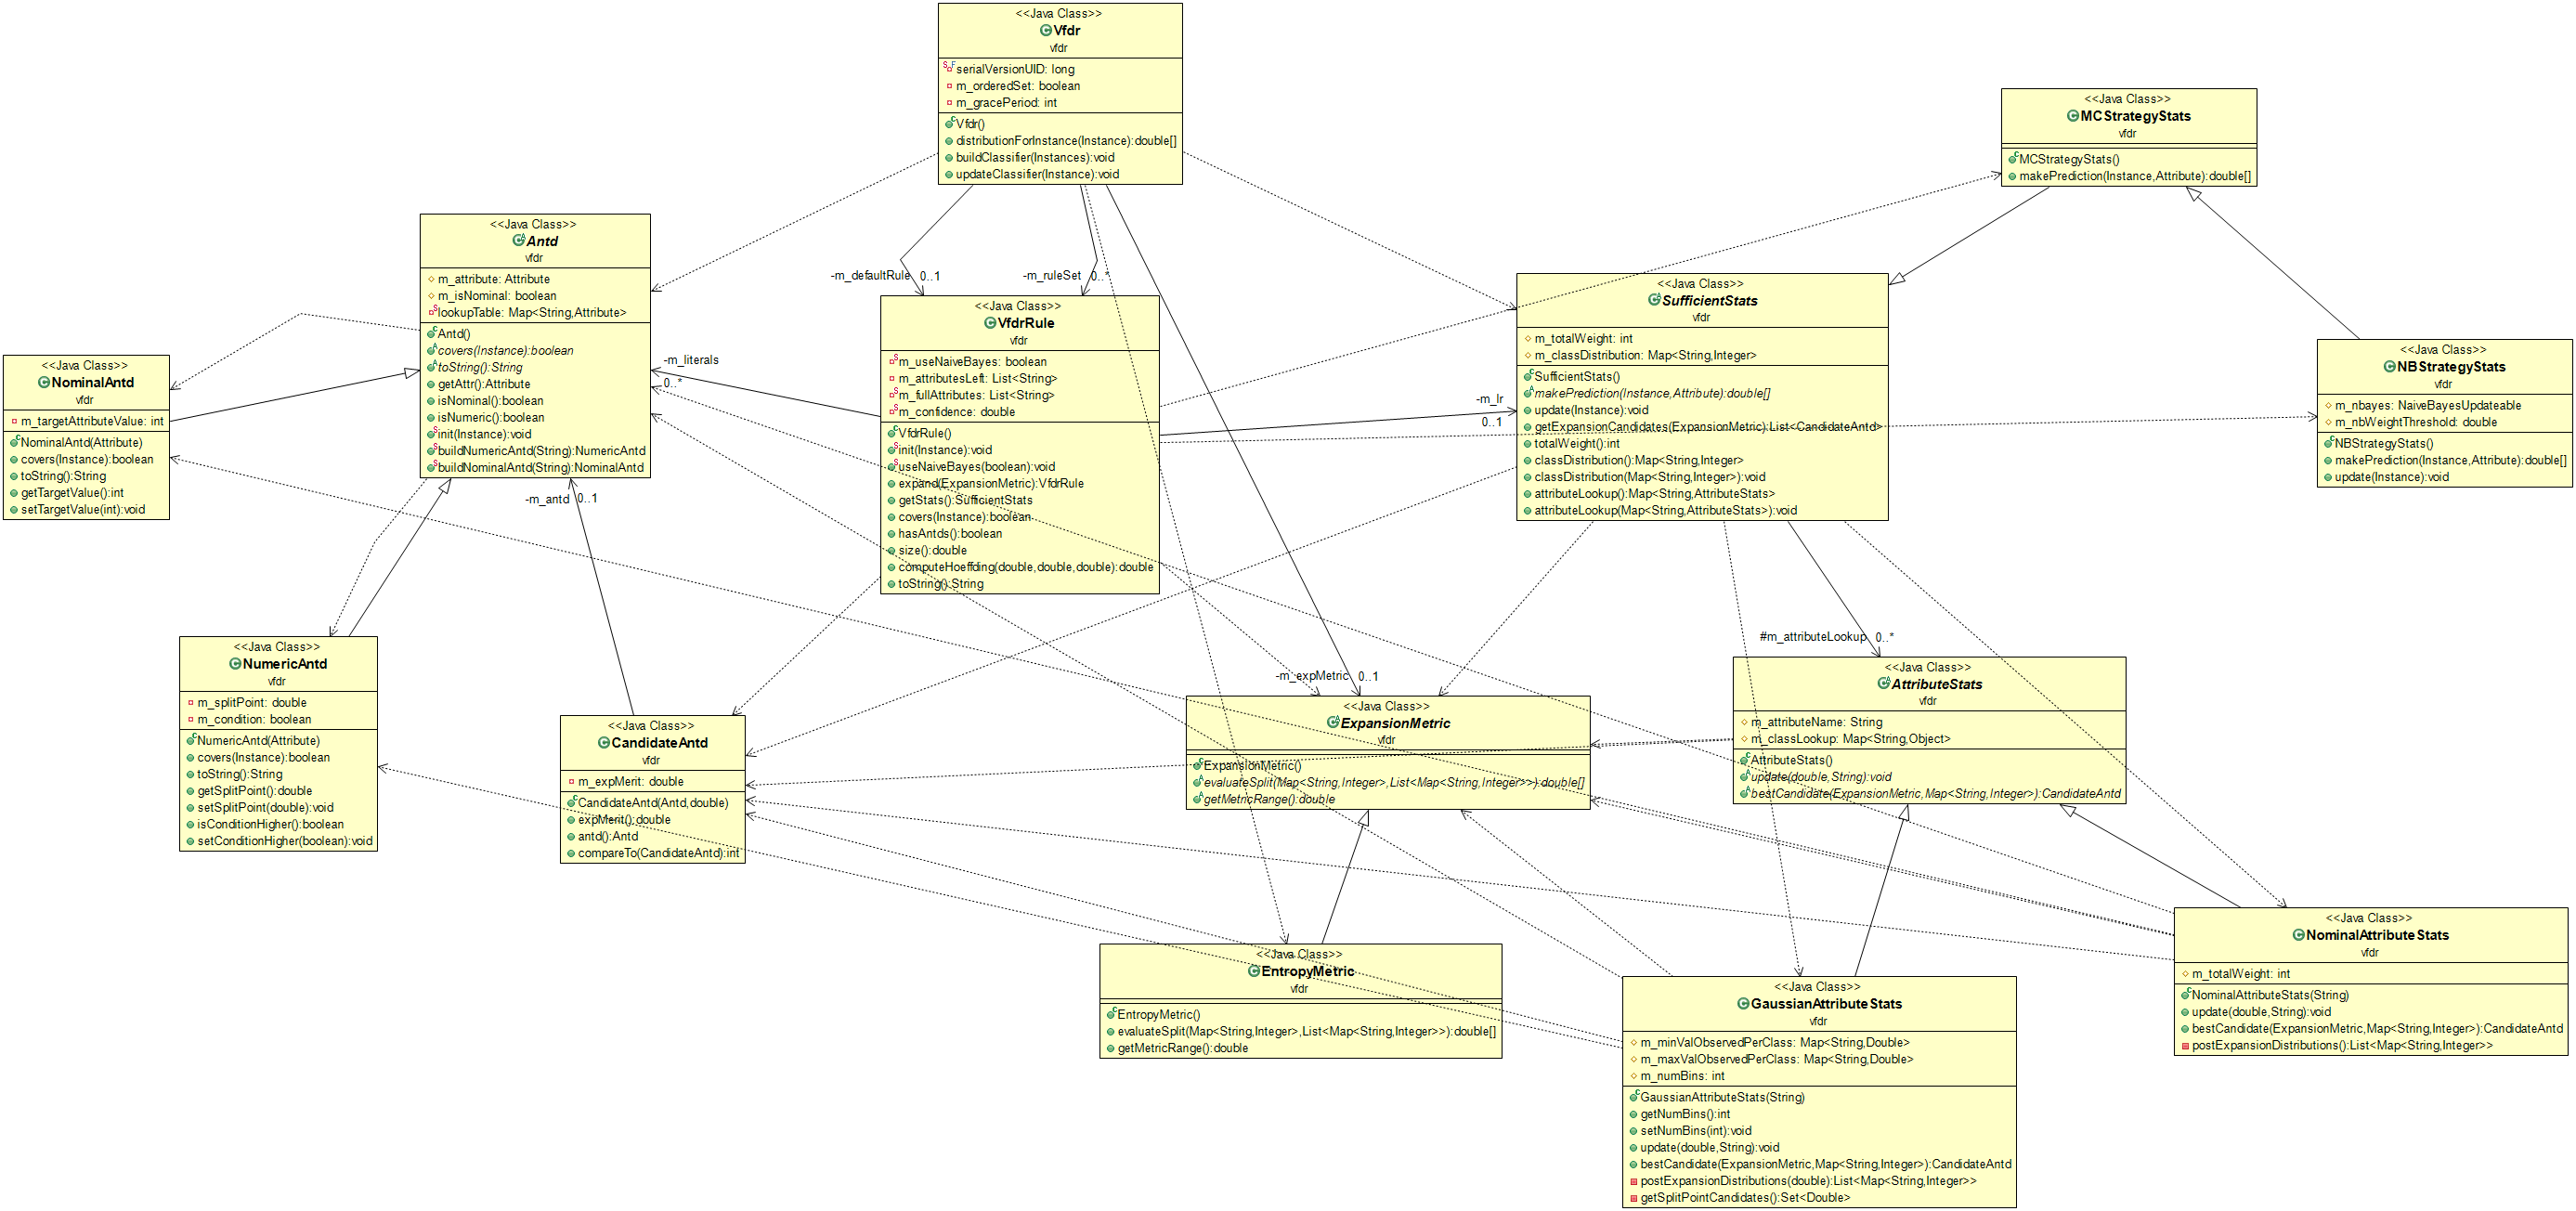 <<Java Class>>
Vfdr
vfdr
serialVersionUID: long
m_orderedSet: boolean
m_gracePeriod: int
Vfdr()
distributionForInstance(Instance):double[]
buildClassifier(Instances):void
updateClassifier(Instance):void
<<Java Class>>
MCStrategyStats
vfdr
MCStrategyStats()
makePrediction(Instance,Attribute):double[]
<<Java Class>>
Antd
vfdr
m_attribute: Attribute
m_isNominal: boolean
lookupTable: Map<String,Attribute>
Antd()
covers(Instance):boolean
toString():String
getAttr():Attribute
isNominal():boolean
isNumeric():boolean
init(Instance):void
buildNumericAntd(String):NumericAntd
buildNominalAntd(String):NominalAntd
-m_defaultRule
0..1
-m_ruleSet
0..*
<<Java Class>>
VfdrRule
vfdr
m_useNaiveBayes: boolean
m_attributesLeft: List<String>
m_fullAttributes: List<String>
m_confidence: double
VfdrRule()
init(Instance):void
useNaiveBayes(boolean):void
expand(ExpansionMetric):VfdrRule
getStats():SufficientStats
covers(Instance):boolean
hasAntds():boolean
size():double
computeHoeffding(double,double,double):double
toString():String
<<Java Class>>
SufficientStats
vfdr
m_totalWeight: int
m_classDistribution: Map<String,Integer>
SufficientStats()
makePrediction(Instance,Attribute):double[]
update(Instance):void
getExpansionCandidates(ExpansionMetric):List<CandidateAntd>
totalWeight():int
classDistribution():Map<String,Integer>
classDistribution(Map<String,Integer>):void
attributeLookup():Map<String,AttributeStats>
attributeLookup(Map<String,AttributeStats>):void
<<Java Class>>
NBStrategyStats
vfdr
m_nbayes: NaiveBayesUpdateable
m_nbWeightThreshold: double
NBStrategyStats()
makePrediction(Instance,Attribute):double[]
update(Instance):void
<<Java Class>>
NominalAntd
vfdr
m_targetAttributeValue: int
NominalAntd(Attribute)
covers(Instance):boolean
toString():String
getTargetValue():int
setTargetValue(int):void
-m_literals
0..*
-m_lr
0..1
-m_antd
0..1
<<Java Class>>
NumericAntd
vfdr
m_splitPoint: double
m_condition: boolean
NumericAntd(Attribute)
covers(Instance):boolean
toString():String
getSplitPoint():double
setSplitPoint(double):void
isConditionHigher():boolean
setConditionHigher(boolean):void
<<Java Class>>
CandidateAntd
vfdr
m_expMerit: double
CandidateAntd(Antd,double)
expMerit():double
antd():Antd
compareTo(CandidateAntd):int
-m_expMetric
0..1
<<Java Class>>
ExpansionMetric
vfdr
ExpansionMetric()
evaluateSplit(Map<String,Integer>,List<Map<String,Integer>>):double[]
getMetricRange():double
#m_attributeLookup
0..*
<<Java Class>>
AttributeStats
vfdr
m_attributeName: String
m_classLookup: Map<String,Object>
AttributeStats()
update(double,String):void
bestCandidate(ExpansionMetric,Map<String,Integer>):CandidateAntd
<<Java Class>>
EntropyMetric
vfdr
EntropyMetric()
evaluateSplit(Map<String,Integer>,List<Map<String,Integer>>):double[]
getMetricRange():double
<<Java Class>>
GaussianAttributeStats
vfdr
m_minValObservedPerClass: Map<String,Double>
m_maxValObservedPerClass: Map<String,Double>
m_numBins: int
GaussianAttributeStats(String)
getNumBins():int
setNumBins(int):void
update(double,String):void
bestCandidate(ExpansionMetric,Map<String,Integer>):CandidateAntd
postExpansionDistributions(double):List<Map<String,Integer>>
getSplitPointCandidates():Set<Double>
<<Java Class>>
NominalAttributeStats
vfdr
m_totalWeight: int
NominalAttributeStats(String)
update(double,String):void
bestCandidate(ExpansionMetric,Map<String,Integer>):CandidateAntd
postExpansionDistributions():List<Map<String,Integer>>